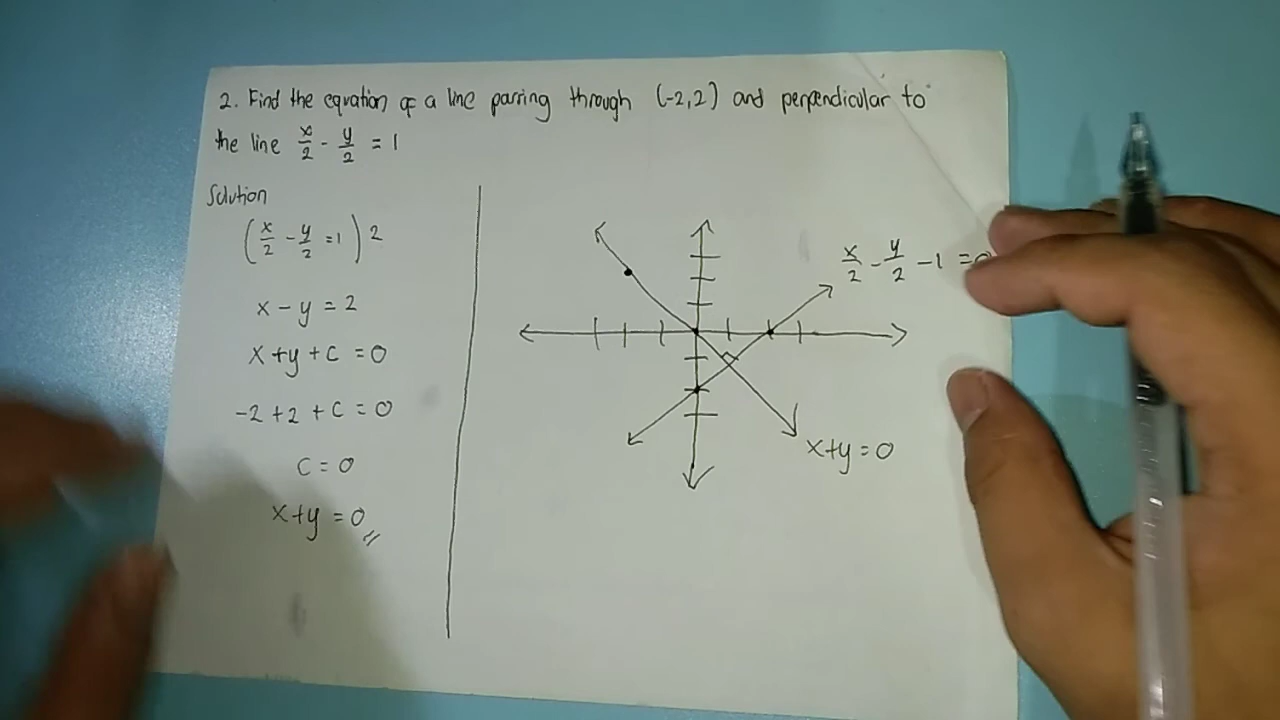 2. Find the equation of a line passing through (-2,2) and perpendicular to
the line x/2 - y/2 = 1
Solution
(x/2 - y/2 = 1) 2
x - y = 2
x + y + c = 0
-2 + 2 + c = 0
c = 0
x + y = 0
x/2 - y/2 - 1 = 0
x + y = 0